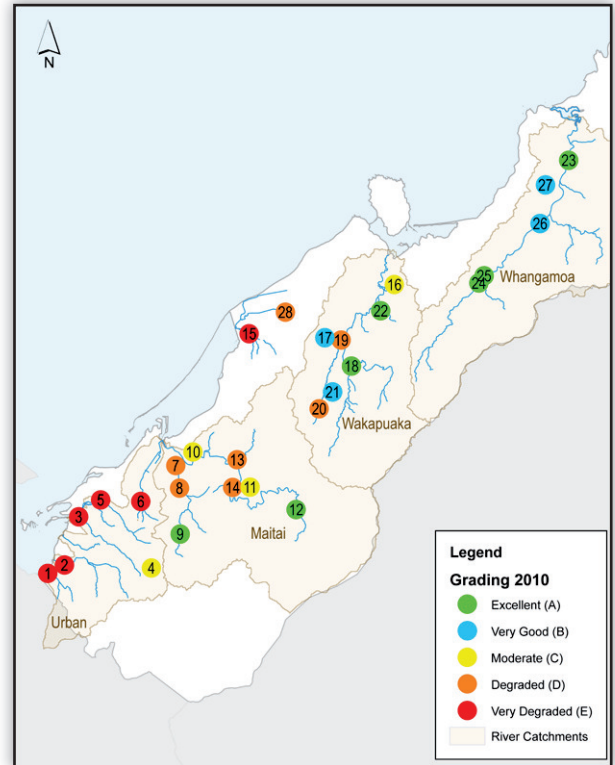 N
23
27
26
25
24
Whangamoa
16
22
28
15
17
19
18
21
20
Wakapuaka
10
7
13
8
14
11
12
9
Maitai
5
6
3
2
1
4
Urban
Legend
Grading 2010
Excellent (A)
Very Good (B)
Moderate (C)
Degraded (D)
Very Degraded (E)
River Catchments